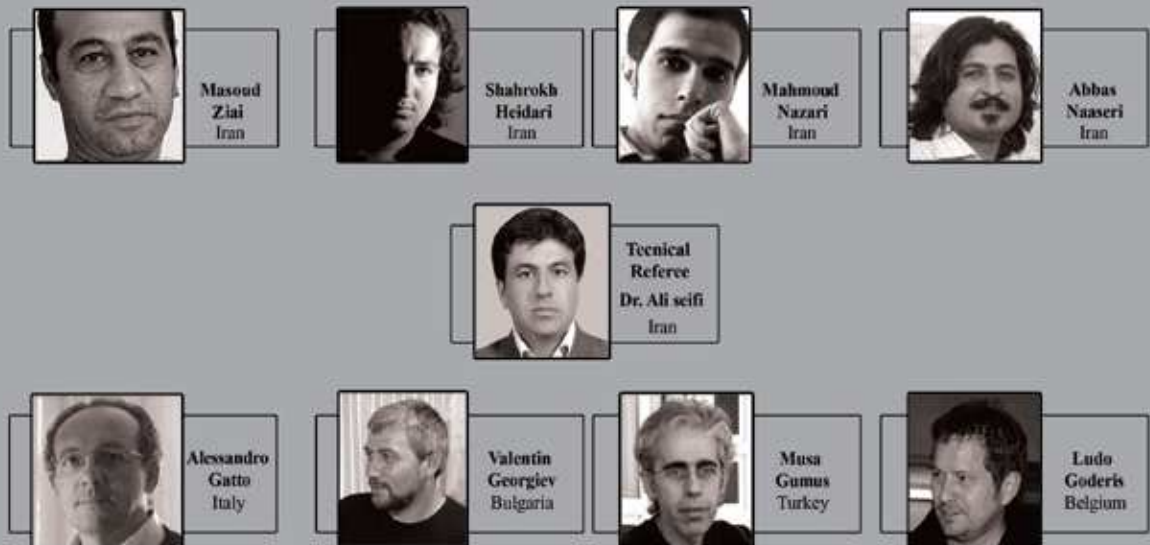 Masoud
Ziai
Iran
Shahrokh
Heidari
Iran
Mahmoud
Nazari
Iran
Abbas
Naaseri
Iran
Tecnical
Referee
Dr. Ali seifi
Iran
Alessandro
Gatto
Italy
Valentin
Georgiev
Bulgaria
Musa
Gumus
Turkey
Ludo
Goderis
Belgium